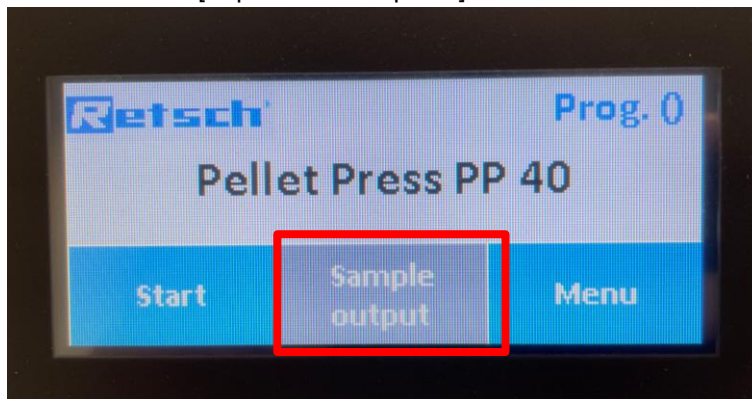 Retsch
Prog. 0
Pellet Press PP 40
Start
Sample
output
Menu